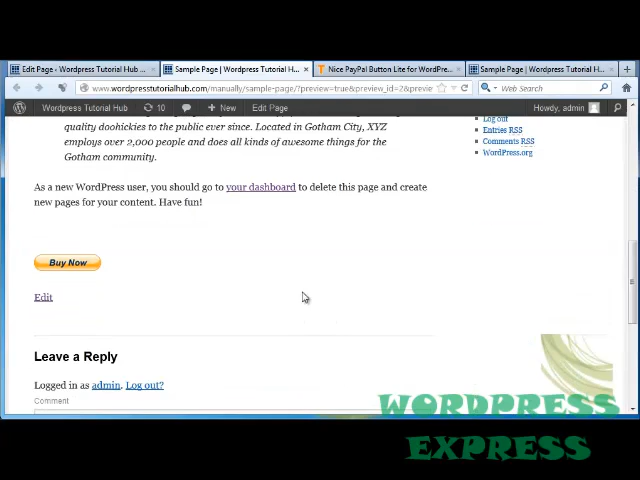 Edit Page ‹ Wordpress Tutorial Hub ...
Sample Page | Wordpress Tutorial H...
Nice PayPal Button Lite for WordPre...
Sample Page | Wordpress Tutorial H...
www.wordpresstutorialhub.com/manually/sample-page/?preview=true&preview_id=2&previe
Web Search
Wordpress Tutorial Hub 10 + New Edit Page Howdy, admin
quality doohickies to the public ever since. Located in Gotham City, XYZ
employs over 2,000 people and does all kinds of awesome things for the
Gotham community.
Log out
Entries RSS
Comments RSS
WordPress.org
As a new WordPress user, you should go to your dashboard to delete this page and create
new pages for your content. Have fun!
Buy Now
Edit
Leave a Reply
Logged in as admin. Log out?
Comment
WORDPRESS
EXPRESS